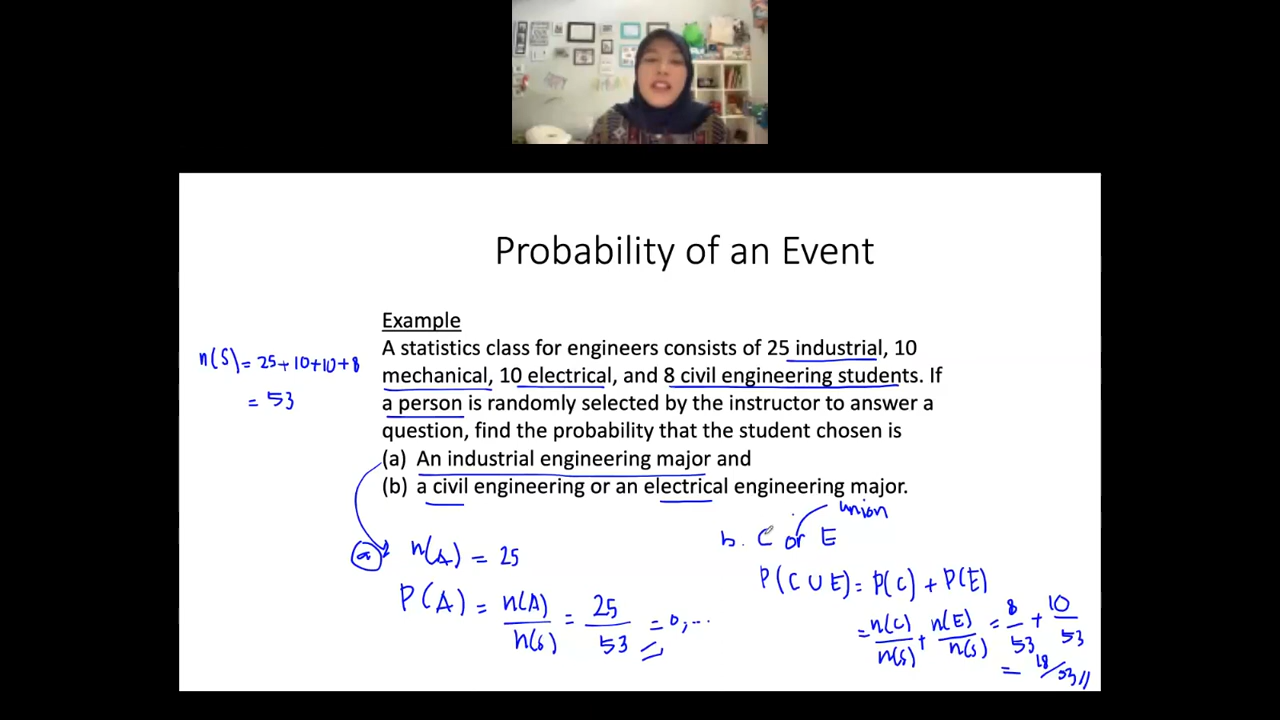 Probability of an Event
Example
A statistics class for engineers consists of 25 industrial, 10
mechanical, 10 electrical, and 8 civil engineering students. If
a person is randomly selected by the instructor to answer a
question, find the probability that the student chosen is
(a) An industrial engineering major and
(b) a civil engineering or an electrical engineering major.
n(S) = 25+10+10+8
= 53
a n(A) = 25
P(A) = n(A)/n(S) = 25/53 = 0,...
union
b. C or E
P(C ∪ E) = P(C) + P(E)
= n(C)/n(S) + n(E)/n(S) = 8/53 + 10/53
= 18/53 //